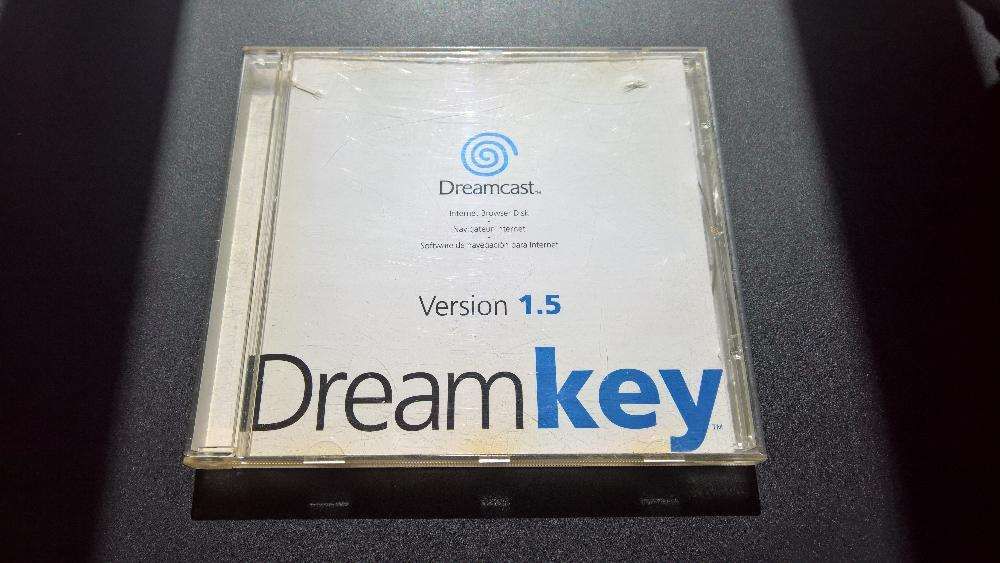 Dreamcast™
Internet Browser Disk
Navigateur Internet
Software de navegación para Internet
Version 1.5
Dreamkey™